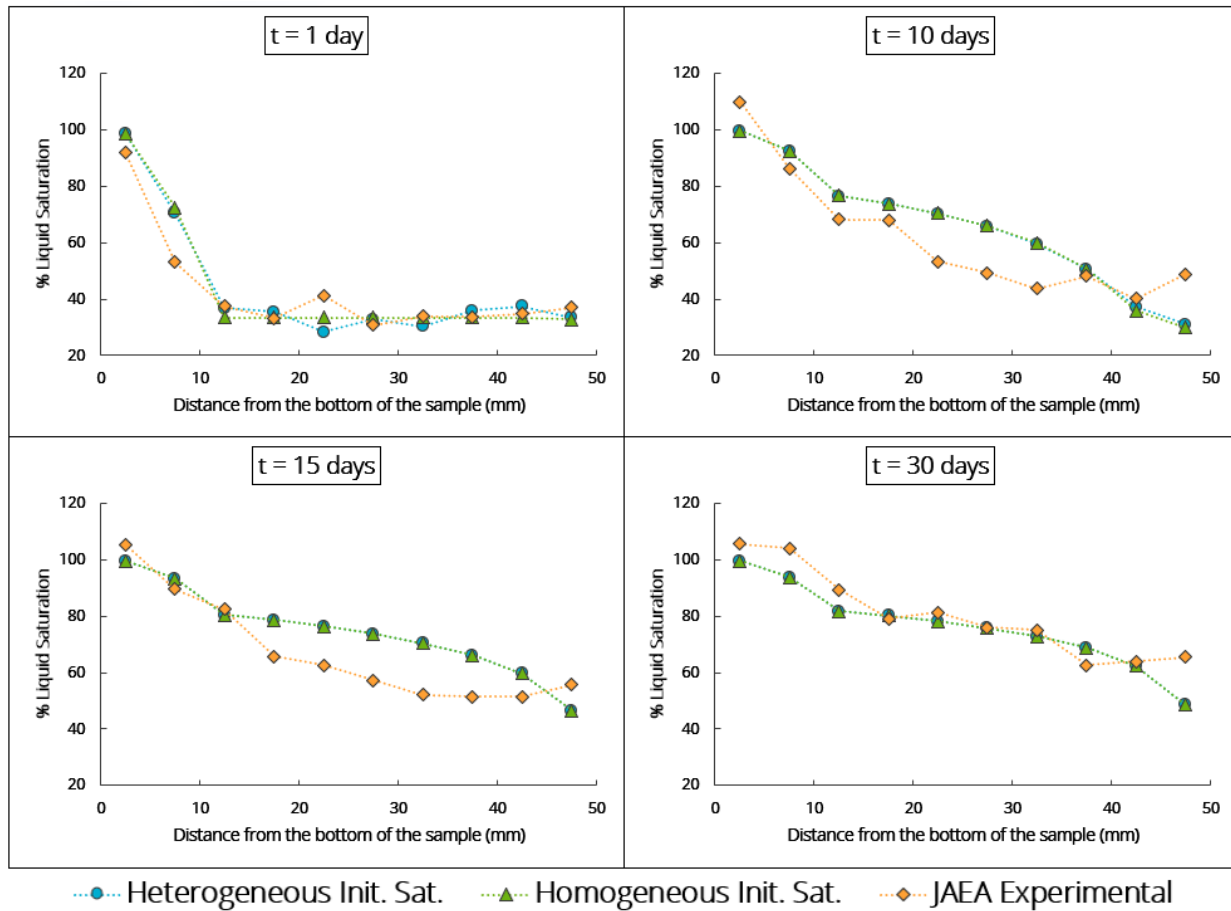 t = 1 day
120
100
80
60
40
20
% Liquid Saturation
0 10 20 30 40 50
Distance from the bottom of the sample (mm)
t = 10 days
120
100
80
60
40
20
% Liquid Saturation
0 10 20 30 40 50
Distance from the bottom of the sample (mm)
t = 15 days
120
100
80
60
40
20
% Liquid Saturation
0 10 20 30 40 50
Distance from the bottom of the sample (mm)
t = 30 days
120
100
80
60
40
20
% Liquid Saturation
0 10 20 30 40 50
Distance from the bottom of the sample (mm)
Heterogeneous Init. Sat. Homogeneous Init. Sat. JAEA Experimental